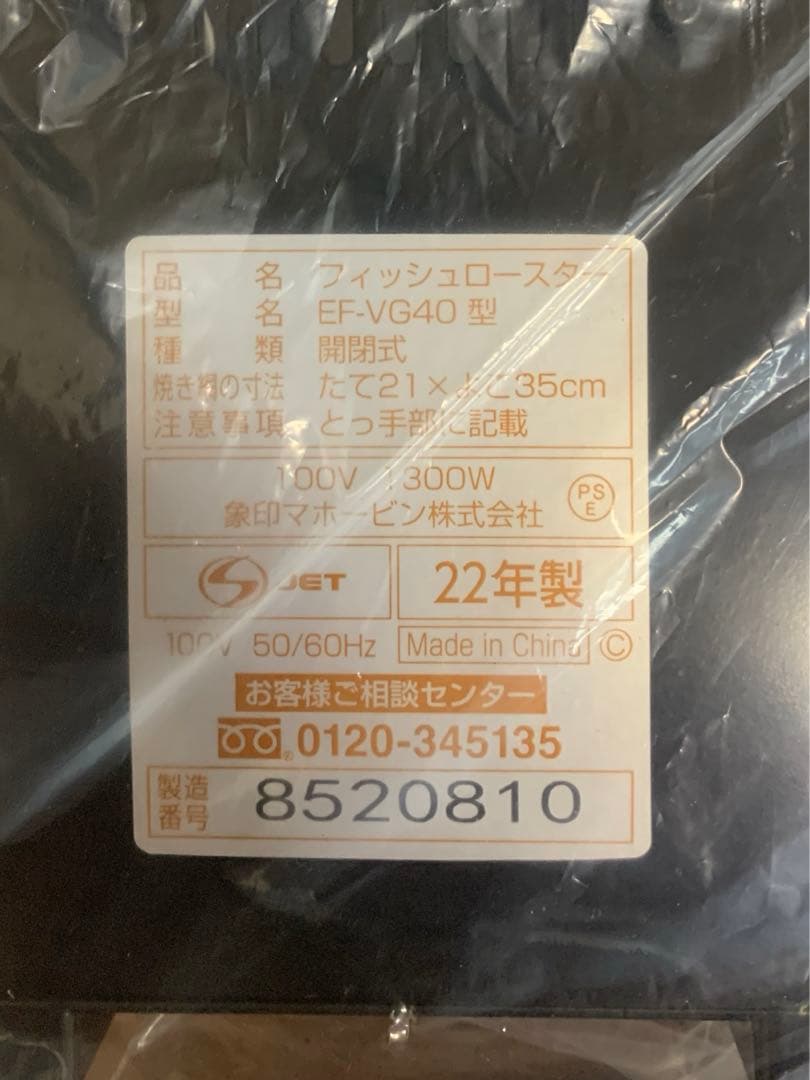 品名 フィッシュロースター
型名 EF-VG40 型
種類 開閉式
焼き網の寸法 たて21×よこ35cm
注意事項 とっ手部に記載
100V 1300W
象印マホービン株式会社
PS
E
S JET
22年製
100V 50/60Hz
Made in China Ⓒ
お客様ご相談センター
0120-345135
製造番号 8520810